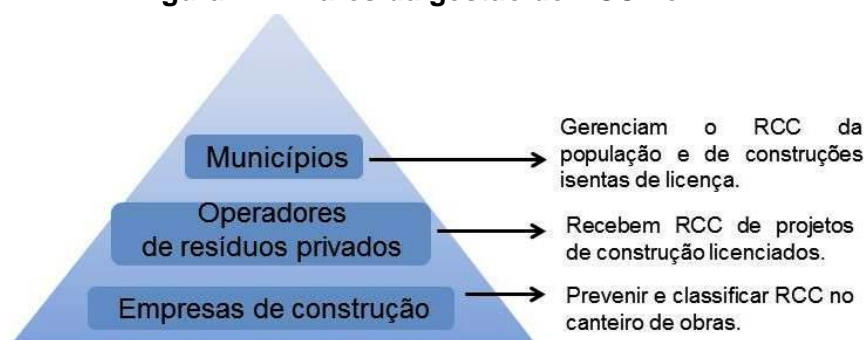 Municípios
Gerenciam o RCC da
população e de construções
isentas de licença.
Operadores
de resíduos privados
Recebem RCC de projetos
de construção licenciados.
Empresas de construção
Prevenir e classificar RCC no
canteiro de obras.